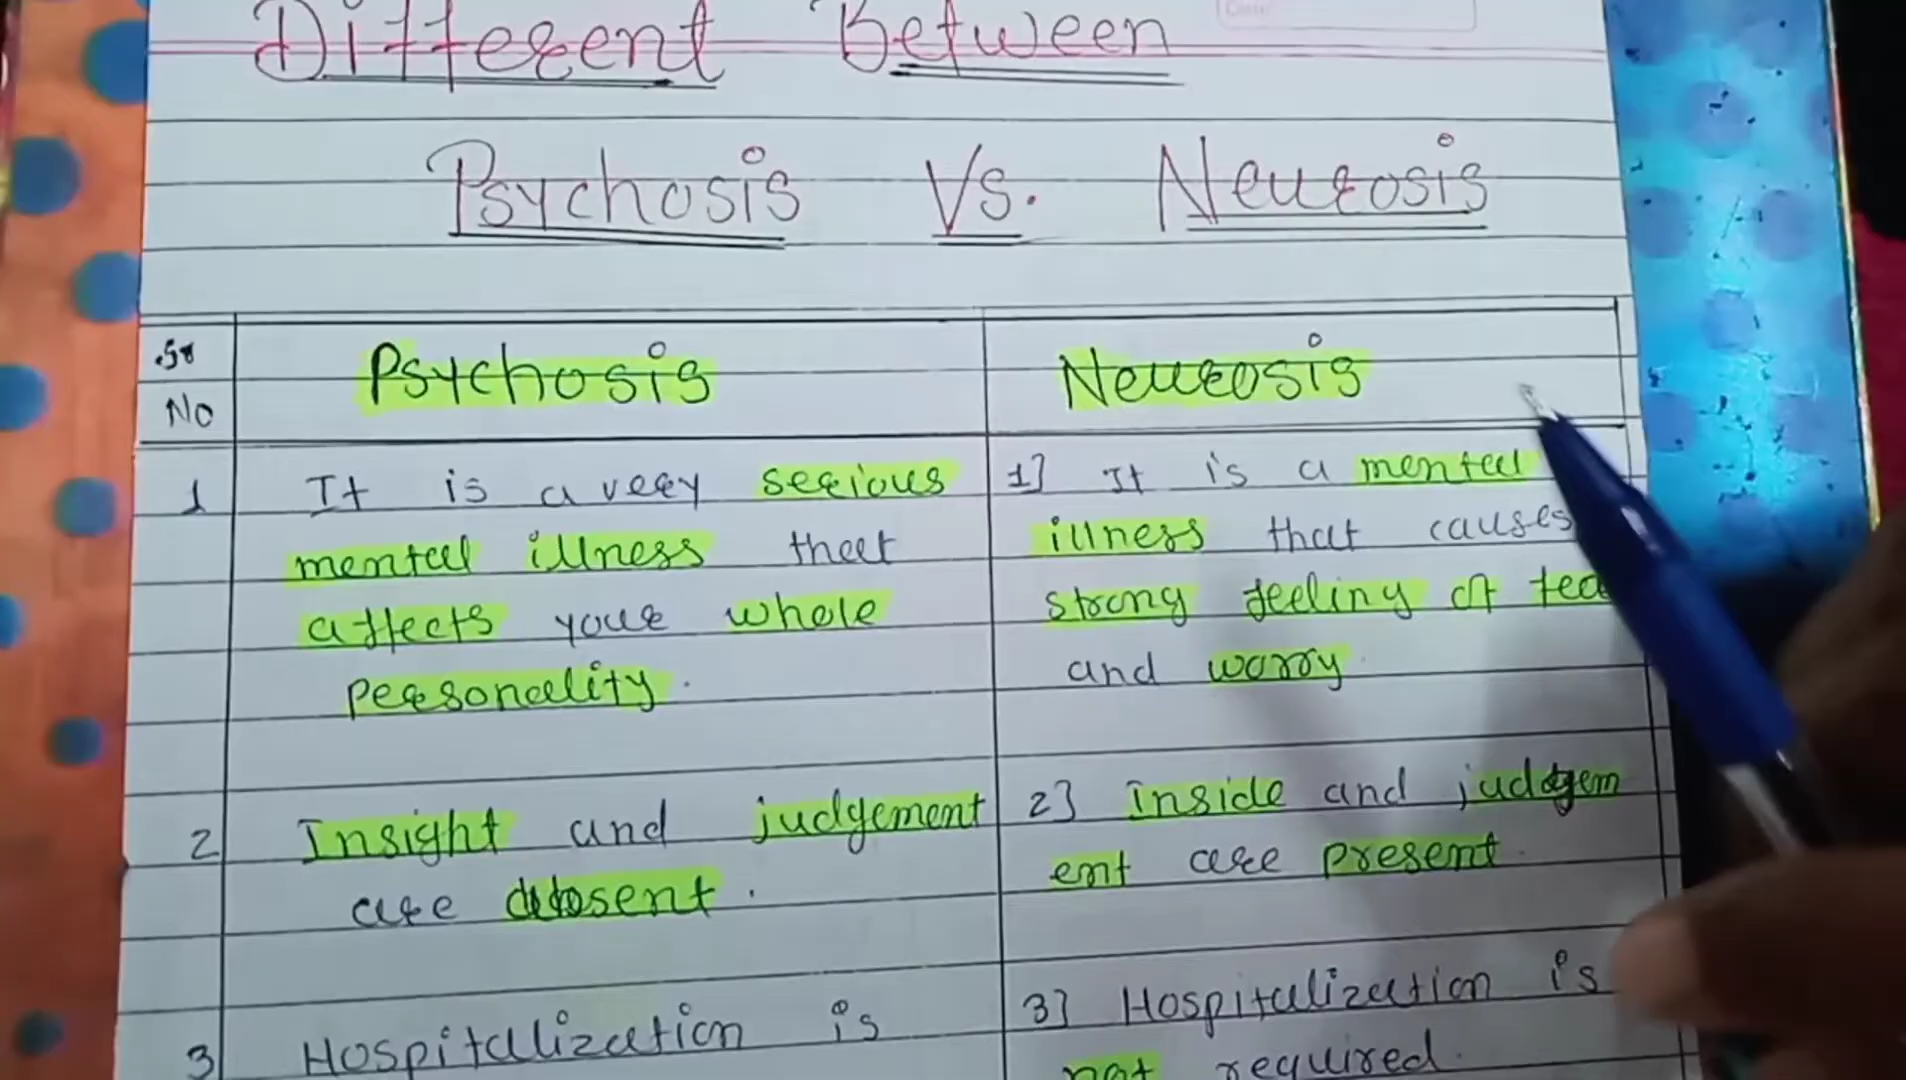 Different Between
Psychosis Vs. Neurosis
Sr
No
Psychosis
Neurosis
1
It is a very serious
mental illness that
affects your whole
personality.
1] It is a mental
illness that causes
strong feeling of fea
and worry.
2
Insight and judgement
are absent.
2] Inside and judgem
ent are present.
3
Hospitalization is
3] Hospitalization is
not required.